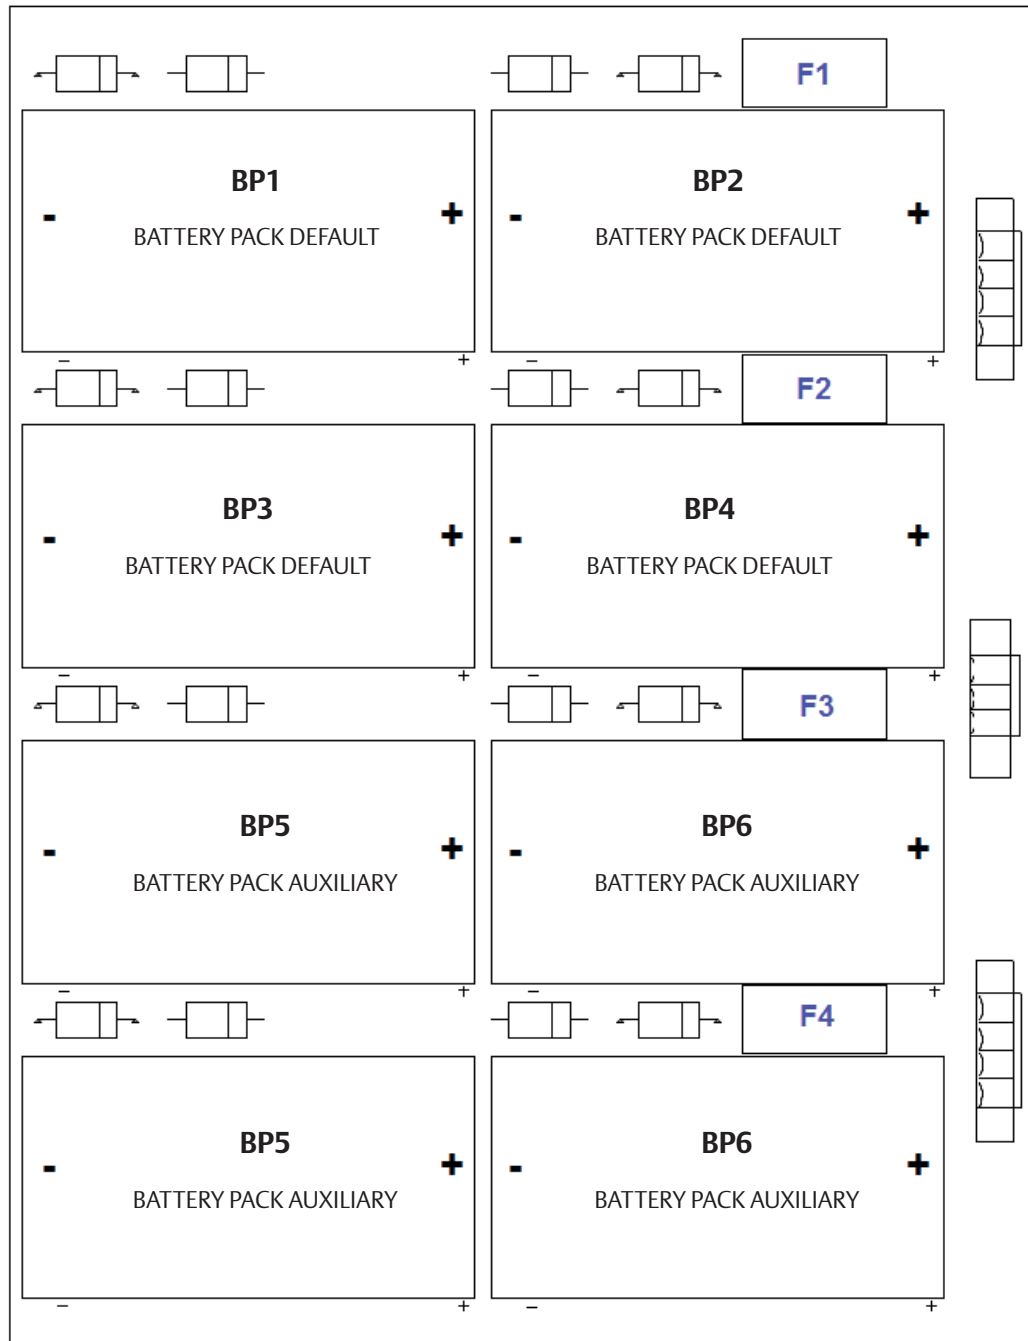 F1
BP1
- +
BATTERY PACK DEFAULT
BP2
- +
BATTERY PACK DEFAULT
– +
– +
F2
BP3
- +
BATTERY PACK DEFAULT
BP4
- +
BATTERY PACK DEFAULT
– +
– +
F3
BP5
- +
BATTERY PACK AUXILIARY
BP6
- +
BATTERY PACK AUXILIARY
– +
– +
F4
BP5
- +
BATTERY PACK AUXILIARY
BP6
- +
BATTERY PACK AUXILIARY
– +
– +